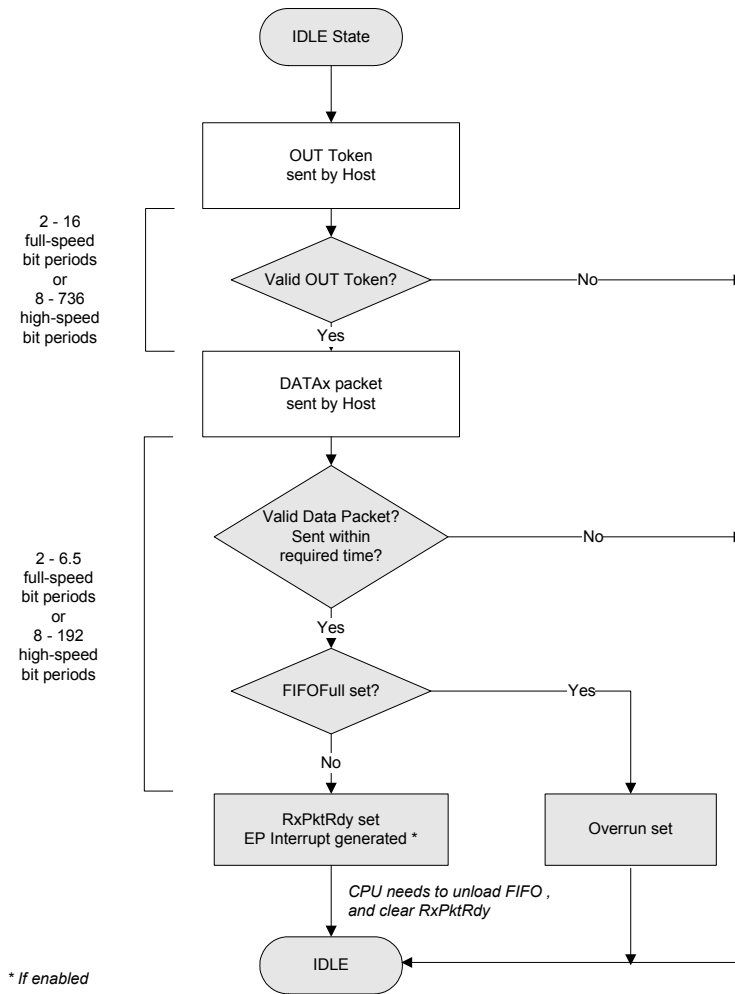 IDLE State
OUT Token
sent by Host
2 - 16
full-speed
bit periods
or
8 - 736
high-speed
bit periods
Valid OUT Token?
No
Yes
DATAx packet
sent by Host
Valid Data Packet?
Sent within
required time?
No
2 - 6.5
full-speed
bit periods
or
8 - 192
high-speed
bit periods
Yes
FIFOFull set?
Yes
No
RxPktRdy set
EP Interrupt generated *
Overrun set
CPU needs to unload FIFO ,
and clear RxPktRdy
IDLE
* If enabled